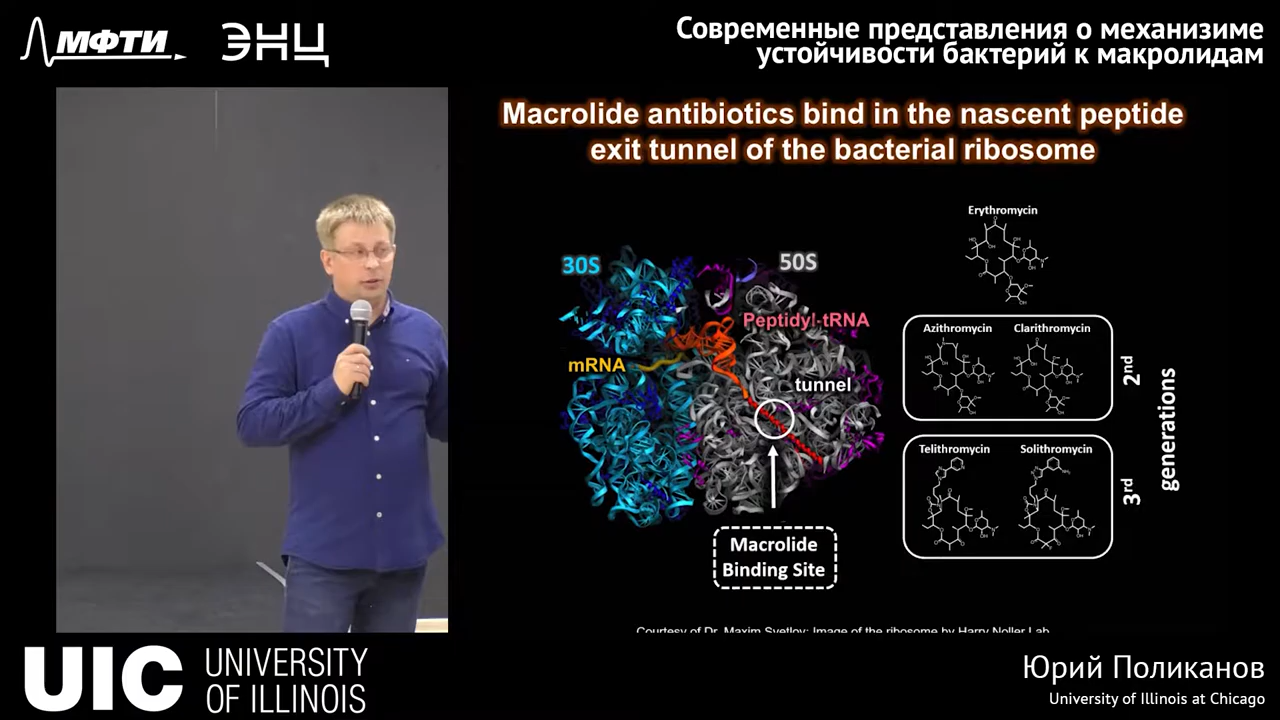 МФТИ
ЭНЦ
Современные представления о механизиме
устойчивости бактерий к макролидам
Macrolide antibiotics bind in the nascent peptide
exit tunnel of the bacterial ribosome
Erythromycin
30S
50S
Peptidyl-tRNA
mRNA
tunnel
Azithromycin
Clarithromycin
2nd
Telithromycin
Solithromycin
3rd
generations
Macrolide
Binding Site
Courtesy of Dr. Maxim Svetlov; Image of the ribosome by Harry Noller Lab
UIC
UNIVERSITY
OF ILLINOIS
Юрий Поликанов
University of Illinois at Chicago